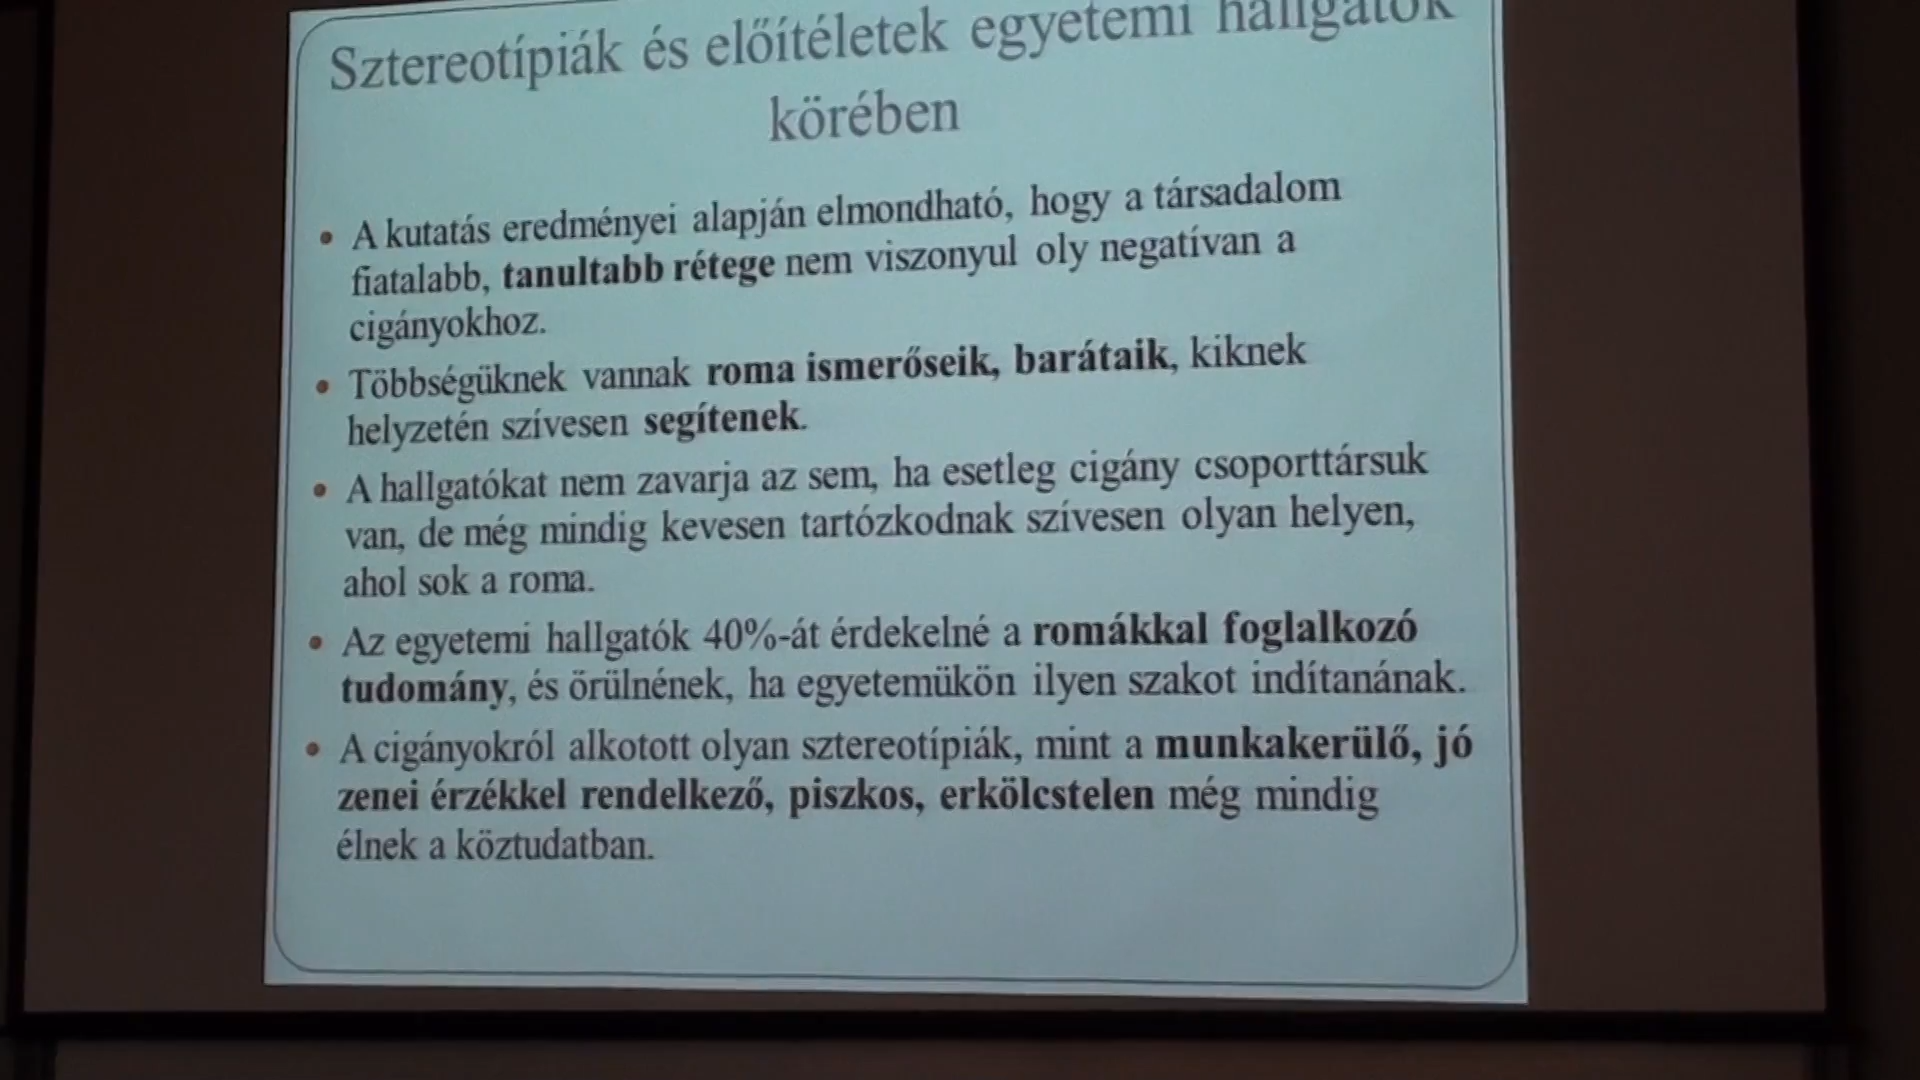 Sztereotípiák és előítéletek egyetemi hallgatók
körében
• A kutatás eredményei alapján elmondható, hogy a társadalom
fiatalabb, tanultabb rétege nem viszonyul oly negatívan a
cigányokhoz.
• Többségüknek vannak roma ismerőseik, barátaik, kiknek
helyzetén szívesen segítenek.
• A hallgatókat nem zavarja az sem, ha esetleg cigány csoporttársuk
van, de még mindig kevesen tartózkodnak szívesen olyan helyen,
ahol sok a roma.
• Az egyetemi hallgatók 40%-át érdekelné a romákkal foglalkozó
tudomány, és örülnének, ha egyetemükön ilyen szakot indítanának.
• A cigányokról alkotott olyan sztereotípiák, mint a munkakerülő, jó
zenei érzékkel rendelkező, piszkos, erkölcstelen még mindig
élnek a köztudatban.